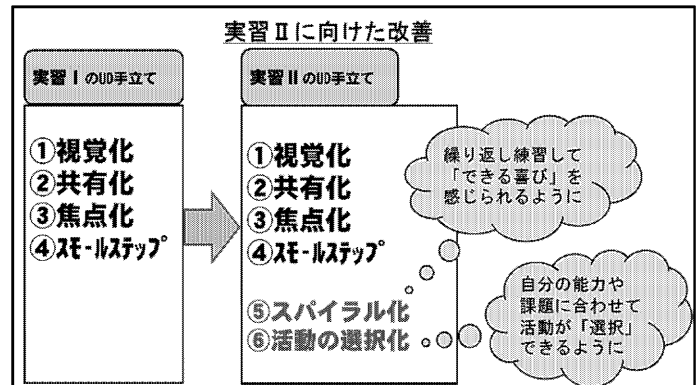 実習Ⅱに向けた改善
実習ⅠのUD手立て
①視覚化
②共有化
③焦点化
④スモールステップ
実習ⅡのUD手立て
①視覚化
②共有化
③焦点化
④スモールステップ
⑤スパイラル化
⑥活動の選択化
繰り返し練習して
「できる喜び」を
感じられるように
自分の能力や
課題に合わせて
活動が「選択」
できるように